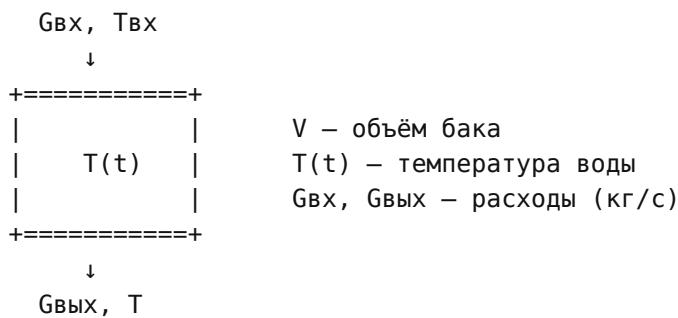 Gвх, Tвх
↓
+===========+
|           |      V — объём бака
|    T(t)   |      T(t) — температура воды
|           |      Gвх, Gвых — расходы (кг/с)
+===========+
↓
Gвых, T